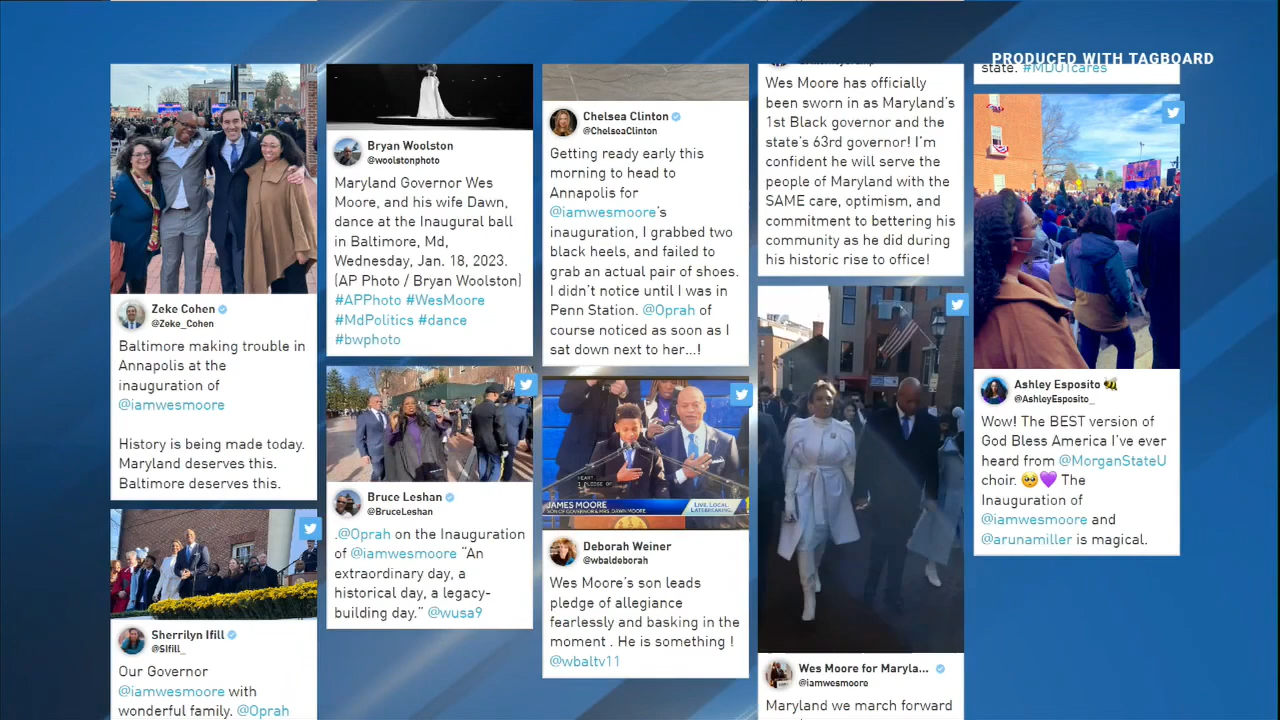 PRODUCED WITH TAGBOARD
Zeke Cohen
@Zeke_Cohen
Baltimore making trouble in
Annapolis at the
inauguration of
@iamwesmoore
History is being made today.
Maryland deserves this.
Baltimore deserves this.
Sherrilyn Ifill
@SIfill_
Our Governor
@iamwesmoore with
wonderful family. @Oprah
Bryan Woolston
@woolstonphoto
Maryland Governor Wes
Moore, and his wife Dawn,
dance at the Inaugural ball
in Baltimore, Md,
Wednesday, Jan. 18, 2023.
(AP Photo / Bryan Woolston)
#APPhoto #WesMoore
#MdPolitics #dance
#bwphoto
Bruce Leshan
@BruceLeshan
.@Oprah on the Inauguration
of @iamwesmoore “An
extraordinary day, a
historical day, a legacy-
building day.” @wusa9
Chelsea Clinton
@ChelseaClinton
Getting ready early this
morning to head to
Annapolis for
@iamwesmoore’s
inauguration, I grabbed two
black heels, and failed to
grab an actual pair of shoes.
I didn’t notice until I was in
Penn Station. @Oprah of
course noticed as soon as I
sat down next to her...!
HEART.
I PLEDGE OF
JAMES MOORE
SON OF GOVERNOR & MRS. DAWN MOORE
LIVE. LOCAL.
LATEBREAKING.
Deborah Weiner
@wbaldeborah
Wes Moore’s son leads
pledge of allegiance
fearlessly and basking in the
moment . He is something !
@wbaltv11
Wes Moore has officially
been sworn in as Maryland’s
1st Black governor and the
state’s 63rd governor! I’m
confident he will serve the
people of Maryland with the
SAME care, optimism, and
commitment to bettering his
community as he did during
his historic rise to office!
Wes Moore for Maryla...
@iamwesmoore
Maryland we march forward
state. #MDOTcares
Ashley Esposito 🐝
@AshleyEsposito_
Wow! The BEST version of
God Bless America I’ve ever
heard from @MorganStateU
choir. 🥹💜 The
Inauguration of
@iamwesmoore and
@arunamiller is magical.